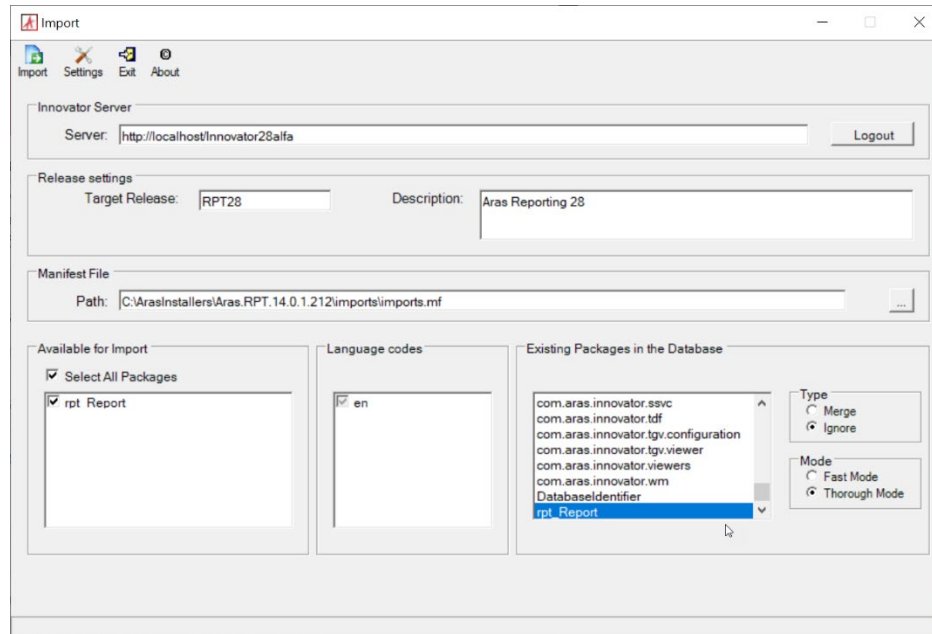 Import
Import Settings Exit About
Innovator Server
Server: http://localhost/Innovator28alfa Logout
Release settings
Target Release: RPT28 Description: Aras Reporting 28
Manifest File
Path: C:\ArasInstallers\Aras.RPT.14.0.1.212\imports\imports.mf ...
Available for Import
Select All Packages
rpt_Report
Language codes
en
Existing Packages in the Database
com.aras.innovator.ssvc
com.aras.innovator.tdf
com.aras.innovator.tgv.configuration
com.aras.innovator.tgv.viewer
com.aras.innovator.viewers
com.aras.innovator.wm
DatabaseIdentifier
rpt_Report
Type
Merge
Ignore
Mode
Fast Mode
Thorough Mode